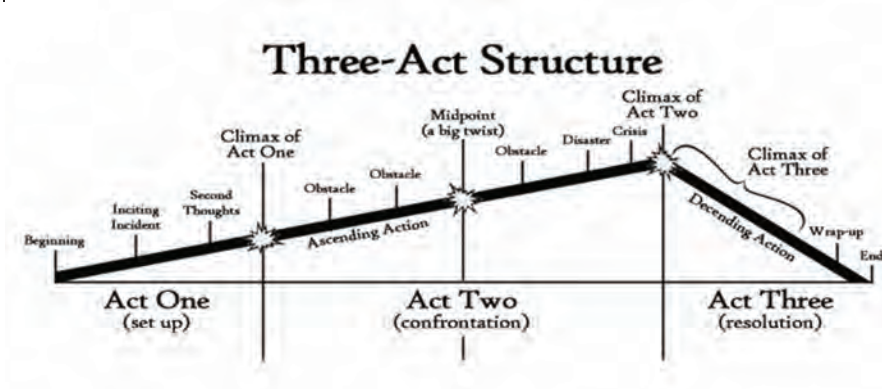 Three-Act Structure
Beginning
Inciting
Incident
Second
Thoughts
Climax of
Act One
Obstacle
Obstacle
Ascending Action
Midpoint
(a big twist)
Obstacle
Disaster
Crisis
Climax of
Act Two
Climax of
Act Three
Decending Action
Wrap-up
End
Act One
(set up)
Act Two
(confrontation)
Act Three
(resolution)